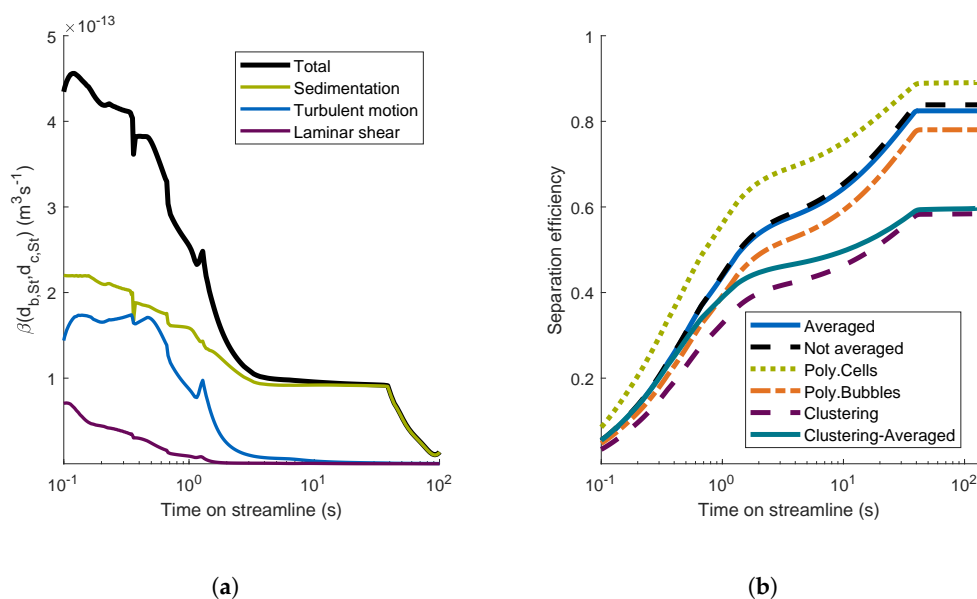 ×10⁻¹³
5
4
3
2
1
β(d_b,St, d_c,St) (m³s⁻¹)
Total
Sedimentation
Turbulent motion
Laminar shear
10⁻¹ 10⁰ 10¹ 10²
Time on streamline (s)
(a)
1
0.8
0.6
0.4
0.2
Separation efficiency
Averaged
Not averaged
Poly.Cells
Poly.Bubbles
Clustering
Clustering-Averaged
10⁻¹ 10⁰ 10¹ 10²
Time on streamline (s)
(b)